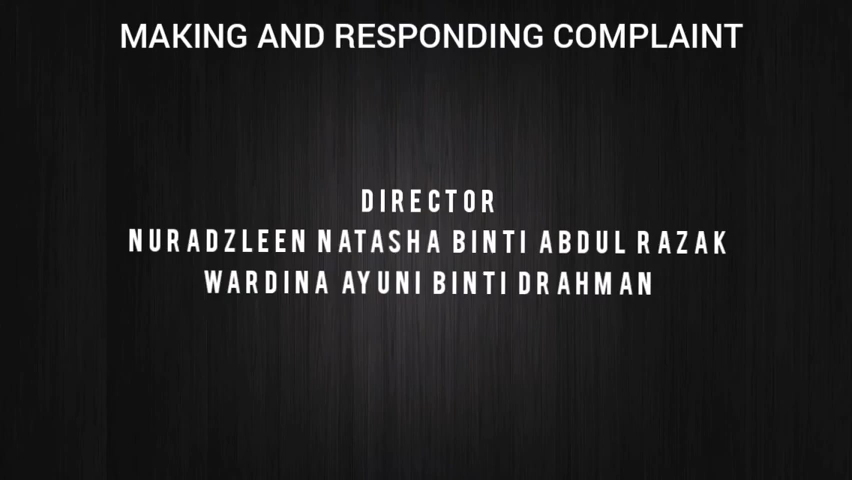 MAKING AND RESPONDING COMPLAINT
DIRECTOR
NURADZLEEN NATASHA BINTI ABDUL RAZAK
WARDINA AYUNI BINTI DRAHMAN